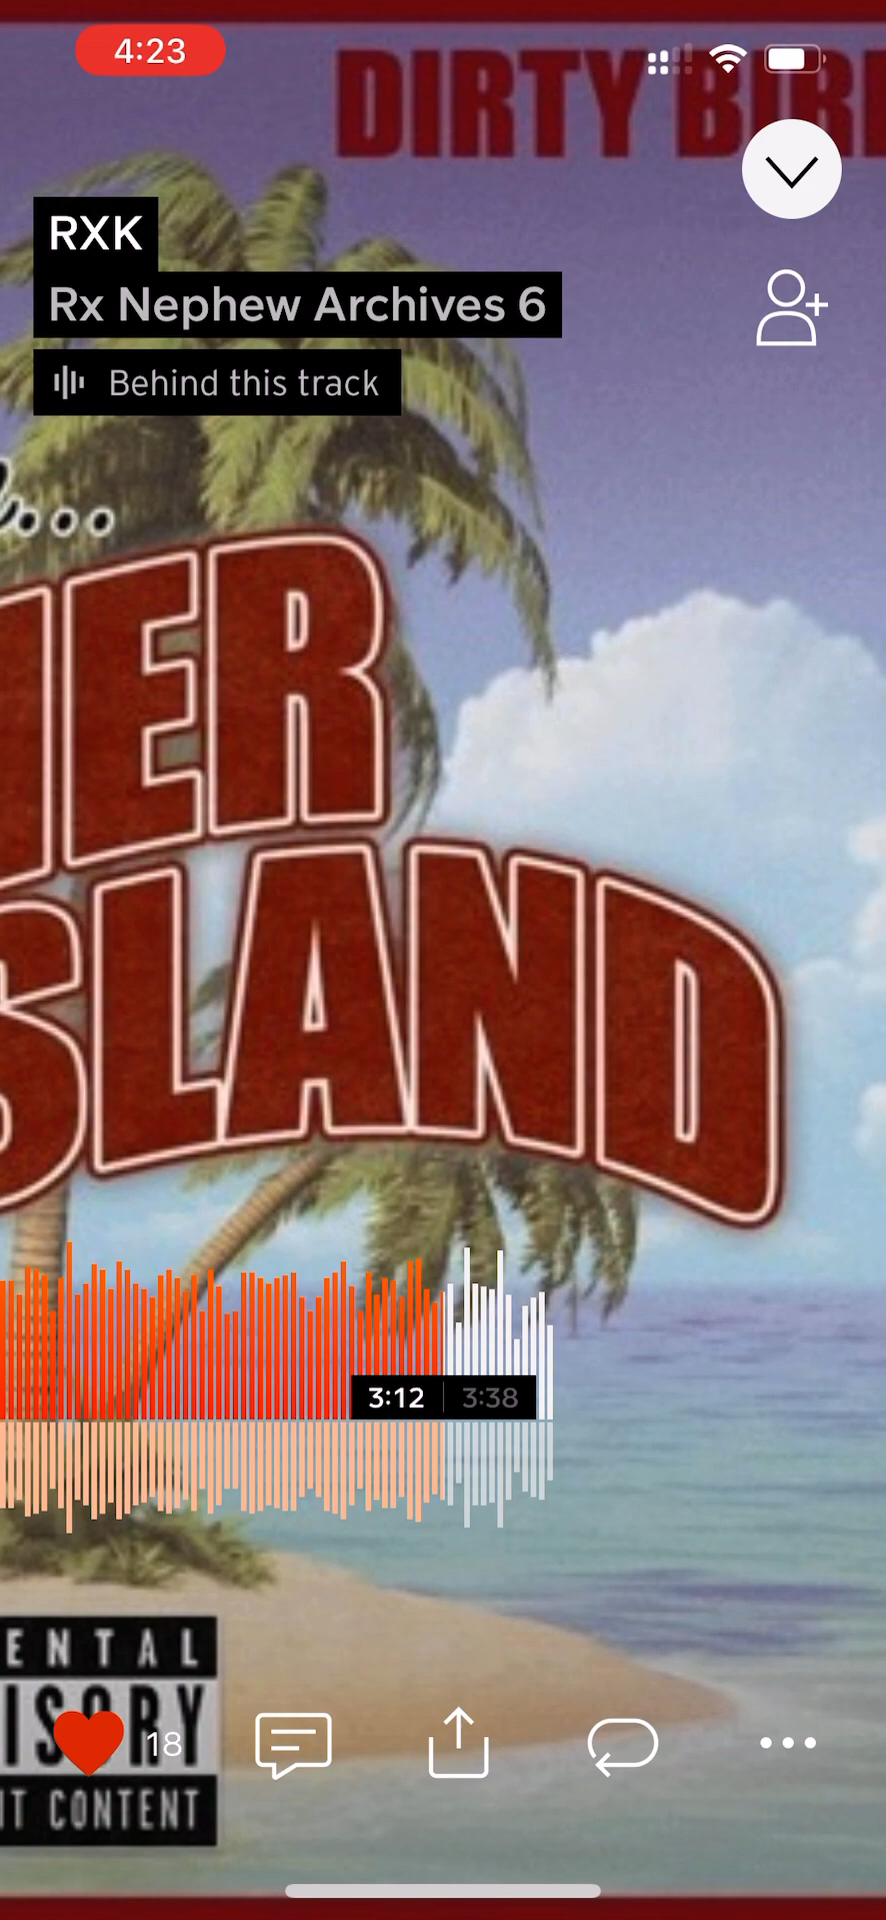 4:23
DIRTY BIR
RXK
Rx Nephew Archives 6
Behind this track
...
ER
SLAND
3:12 3:38
ENTAL
ISORY
18
IT CONTENT